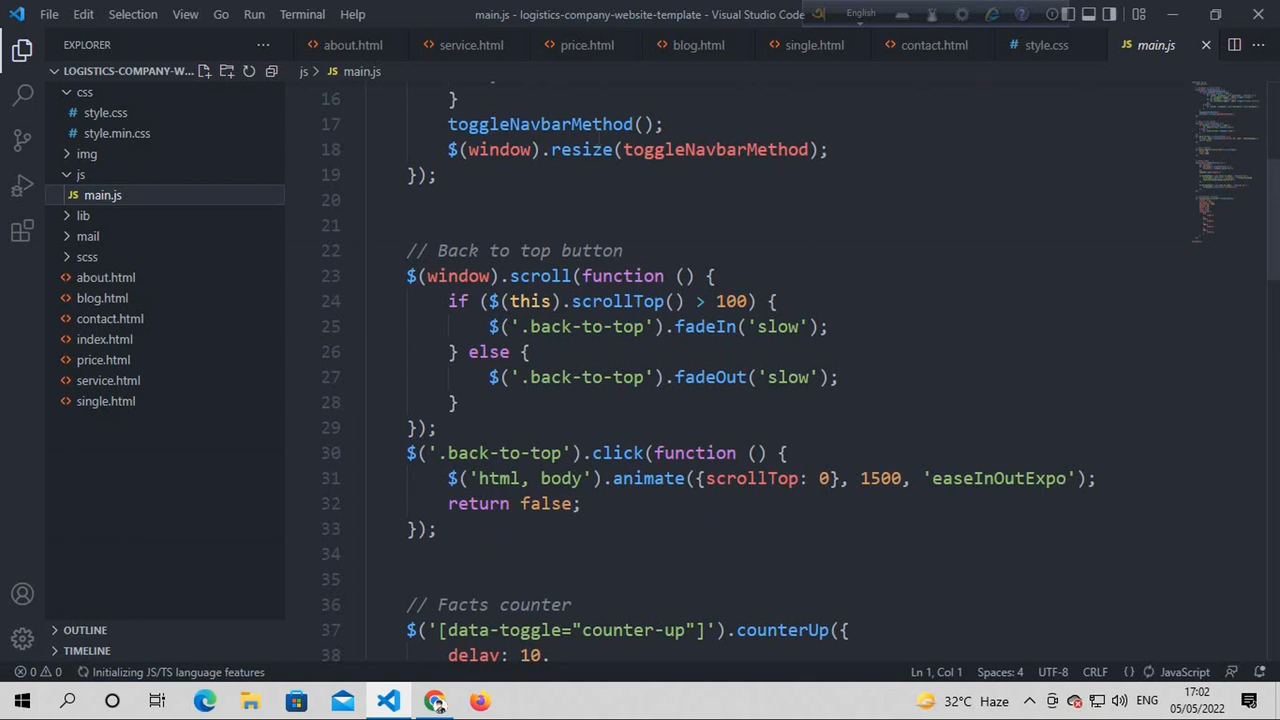 File Edit Selection View Go Run Terminal Help
main.js - logistics-company-website-template - Visual Studio Code
English
EXPLORER
about.html service.html price.html blog.html single.html contact.html style.css main.js
LOGISTICS-COMPANY-W...
js > main.js
css
style.css
style.min.css
img
js
main.js
lib
mail
scss
about.html
blog.html
contact.html
index.html
price.html
service.html
single.html
OUTLINE
TIMELINE
16 }
17 toggleNavbarMethod();
18 $(window).resize(toggleNavbarMethod);
19 });
20
21
22 // Back to top button
23 $(window).scroll(function () {
24 if ($(this).scrollTop() > 100) {
25 $('.back-to-top').fadeIn('slow');
26 } else {
27 $('.back-to-top').fadeOut('slow');
28 }
29 });
30 $('.back-to-top').click(function () {
31 $('html, body').animate({scrollTop: 0}, 1500, 'easeInOutExpo');
32 return false;
33 });
34
35
36 // Facts counter
37 $('[data-toggle="counter-up"]').counterUp({
38 delay: 10,
0 0 Initializing JS/TS language features
Ln 1, Col 1 Spaces: 4 UTF-8 CRLF {} JavaScript
32°C Haze
ENG
17:02
05/05/2022